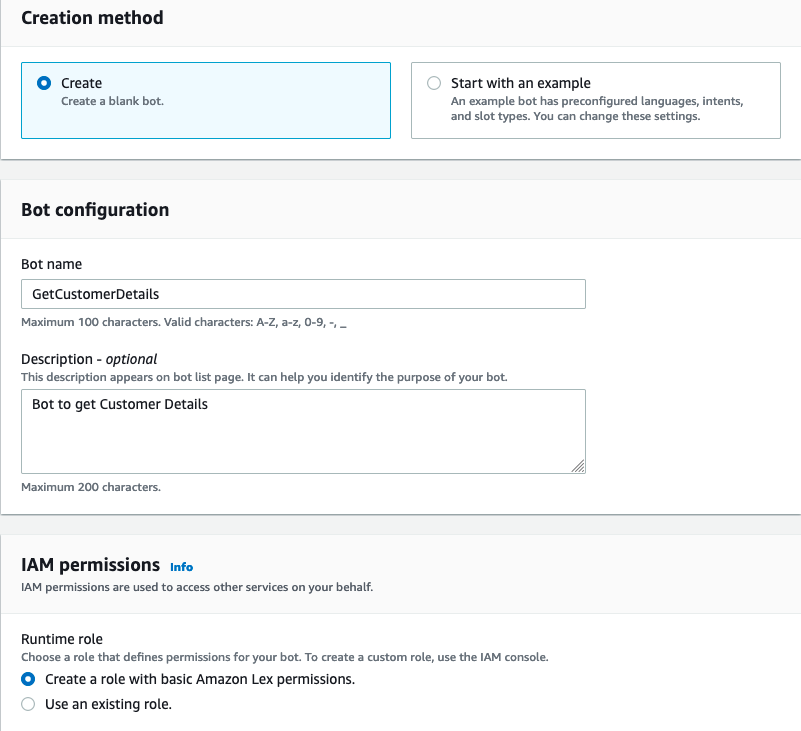 Creation method
Create
Create a blank bot.
Start with an example
An example bot has preconfigured languages, intents,
and slot types. You can change these settings.
Bot configuration
Bot name
GetCustomerDetails
Maximum 100 characters. Valid characters: A-Z, a-z, 0-9, -, _
Description - optional
This description appears on bot list page. It can help you identify the purpose of your bot.
Bot to get Customer Details
Maximum 200 characters.
IAM permissions Info
IAM permissions are used to access other services on your behalf.
Runtime role
Choose a role that defines permissions for your bot. To create a custom role, use the IAM console.
Create a role with basic Amazon Lex permissions.
Use an existing role.